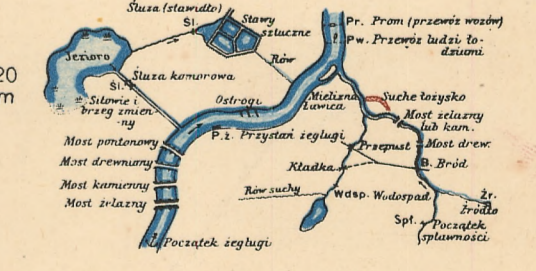 Śluza (stawidło)
Śl.
Stawy
sztuczne
Pr. Prom (przewóz wozów)
Pw. Przewóz ludzi ło-
dziami
Jezioro
20
m
Rów
Śl.
Śluza komorowa
Sitowie i
brzeg zmien-
ny
Ostrogi
Mielizna
Ławica
Suche łożysko
Most żelazny
lub kam.
Most pontonowy
P.ż. Przystań żeglugi
Most drew.
Przepust
Most drewniany
Kładka
B. Bród
Most kamienny
Rów suchy
Wdsp. Wodospad
Źr.
Źródło
Most żelazny
Spł. Początek
spławności
Początek żeglugi